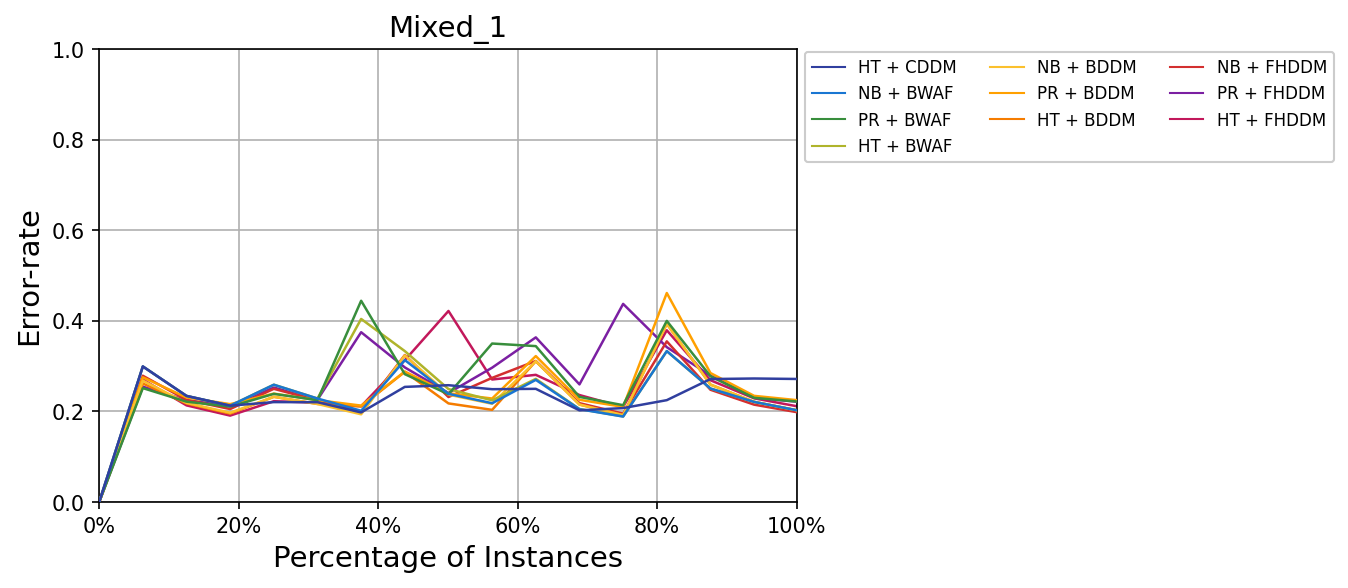 Mixed_1
1.0
0.8
0.6
0.4
0.2
0.0
Error-rate
0% 20% 40% 60% 80% 100%
Percentage of Instances
HT + CDDM
NB + BWAF
PR + BWAF
HT + BWAF
NB + BDDM
PR + BDDM
HT + BDDM
NB + FHDDM
PR + FHDDM
HT + FHDDM